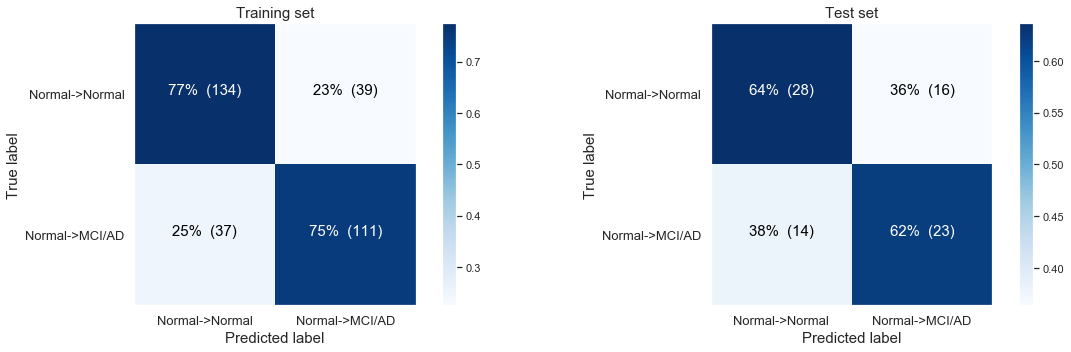 Training set
True label
Normal->Normal
Normal->MCI/AD
77% (134)
23% (39)
25% (37)
75% (111)
Normal->Normal
Normal->MCI/AD
Predicted label
0.7
0.6
0.5
0.4
0.3
Test set
True label
Normal->Normal
Normal->MCI/AD
64% (28)
36% (16)
38% (14)
62% (23)
Normal->Normal
Normal->MCI/AD
Predicted label
0.60
0.55
0.50
0.45
0.40